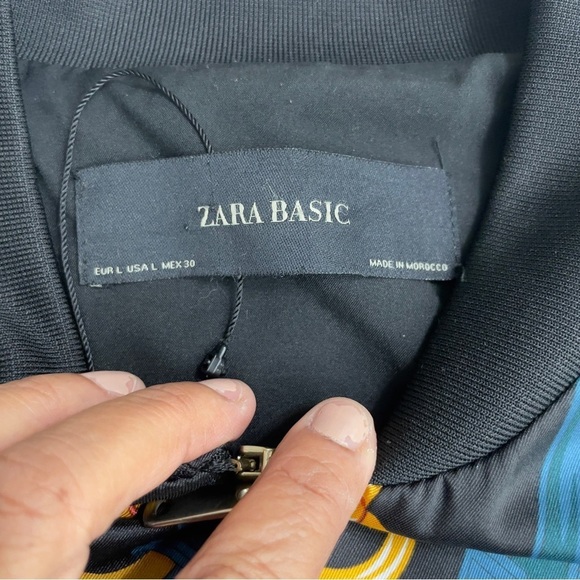 ZARA BASIC
EUR L USA L MEX 30 MADE IN MOROCCO